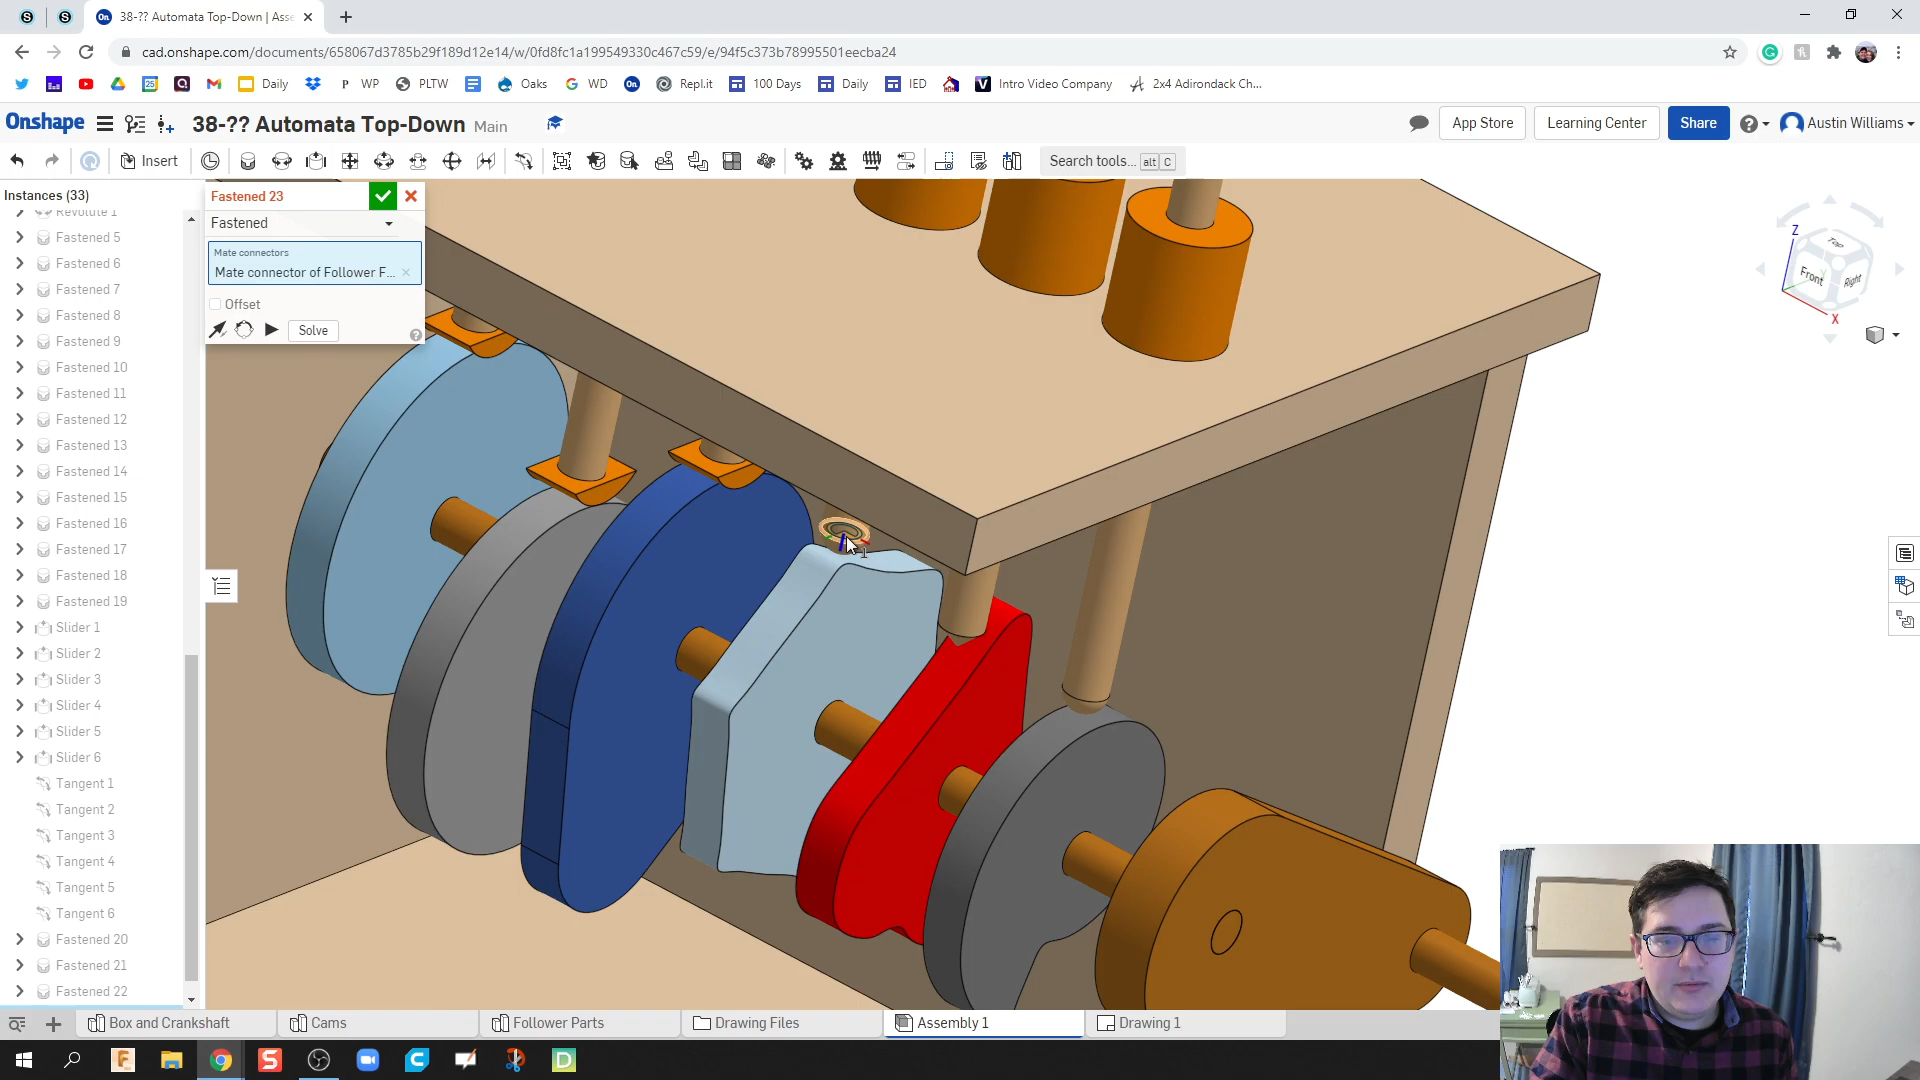 38-?? Automata Top-Down | Asse
cad.onshape.com/documents/658067d3785b29f189d12e14/w/0fd8fc1a199549330c467c59/e/94f5c373b78995501eecba24
Daily
WP
PLTW
Oaks
WD
Repl.it
100 Days
Daily
IED
Intro Video Company
2x4 Adirondack Ch...
Onshape
38-?? Automata Top-Down Main
App Store
Learning Center
Share
Austin Williams
Insert
Search tools... alt C
Instances (33)
Revolute 1
Fastened 5
Fastened 6
Fastened 7
Fastened 8
Fastened 9
Fastened 10
Fastened 11
Fastened 12
Fastened 13
Fastened 14
Fastened 15
Fastened 16
Fastened 17
Fastened 18
Fastened 19
Slider 1
Slider 2
Slider 3
Slider 4
Slider 5
Slider 6
Tangent 1
Tangent 2
Tangent 3
Tangent 4
Tangent 5
Tangent 6
Fastened 20
Fastened 21
Fastened 22
Fastened 23
Fastened
Mate connectors
Mate connector of Follower F...
Offset
Solve
Z
Top
Front
Right
X
1
Box and Crankshaft
Cams
Follower Parts
Drawing Files
Assembly 1
Drawing 1